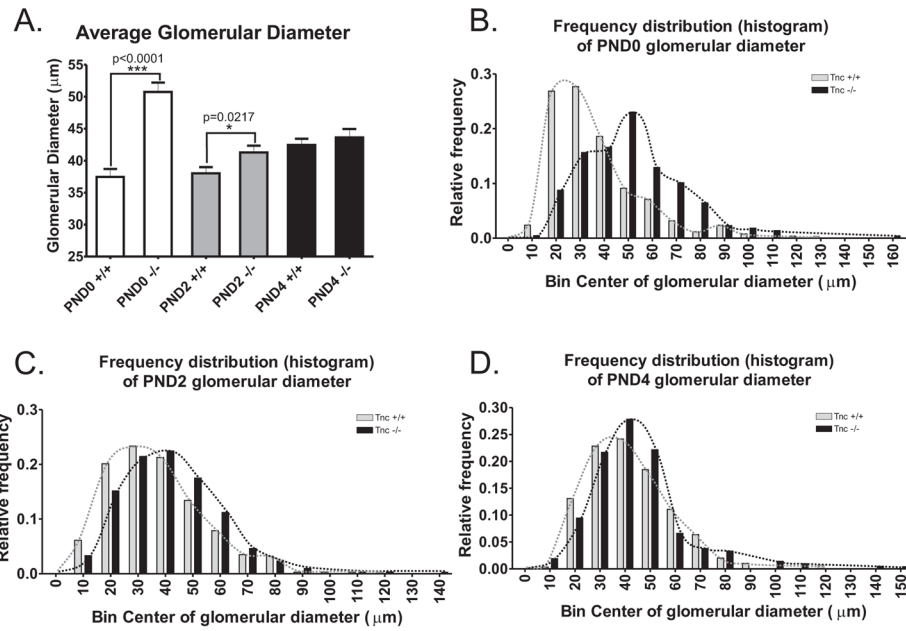 A.
Average Glomerular Diameter
Glomerular Diameter (μm)
55
50
45
40
35
30
25
p<0.0001
***
p=0.0217
*
PND0 +/+
PND0 -/-
PND2 +/+
PND2 -/-
PND4 +/+
PND4 -/-
B.
Frequency distribution (histogram)
of PND0 glomerular diameter
Relative frequency
0.3
0.2
0.1
0.0
Tnc +/+
Tnc -/-
0 10 20 30 40 50 60 70 80 90 100 110 120 130 140 150 160
Bin Center of glomerular diameter ( μm)
C.
Frequency distribution (histogram)
of PND2 glomerular diameter
Relative frequency
0.3
0.2
0.1
0.0
Tnc +/+
Tnc -/-
0 10 20 30 40 50 60 70 80 90 100 110 120 130 140
Bin Center of glomerular diameter ( μm)
D.
Frequency distribution (histogram)
of PND4 glomerular diameter
Relative frequency
0.30
0.25
0.20
0.15
0.10
0.05
0.00
Tnc +/+
Tnc -/-
0 10 20 30 40 50 60 70 80 90 100 110 120 130 140 150
Bin Center of glomerular diameter ( μm)